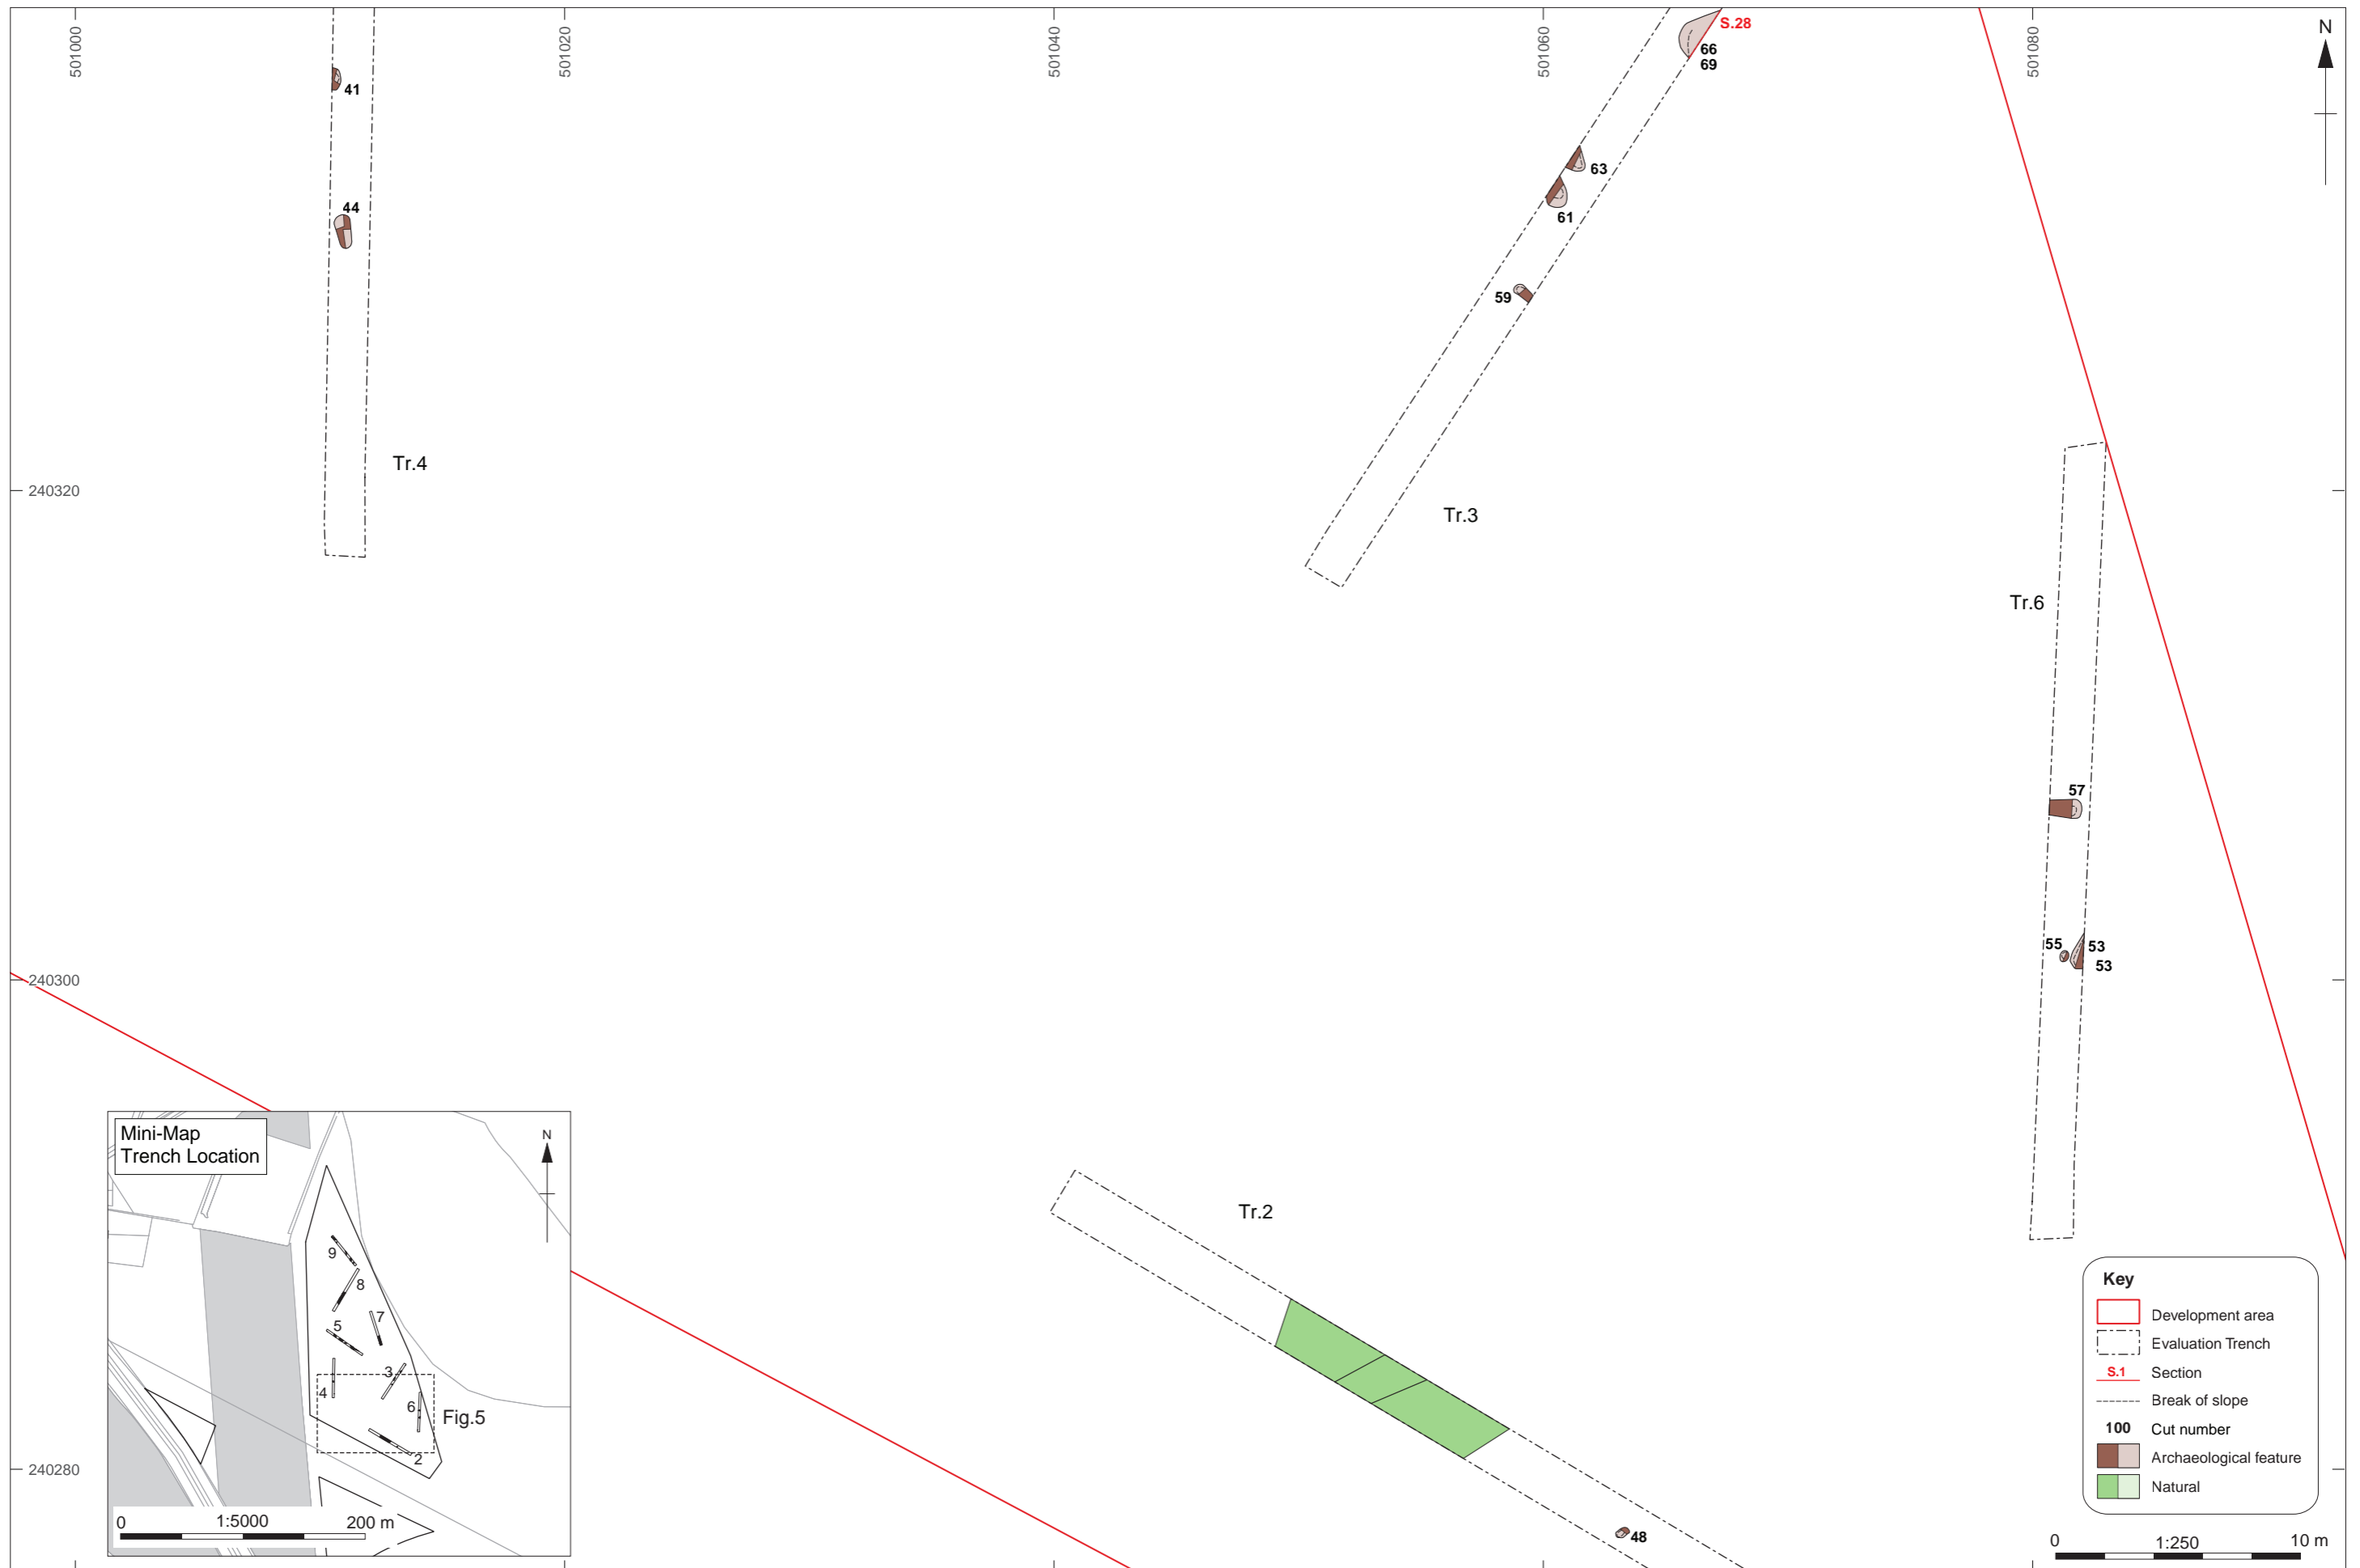 501000
501020
501040
501060
501080
S.28
N
66
69
41
63
44
61
59
Tr.4
240320
Tr.3
Tr.6
57
55
53
53
240300
Mini-Map
Trench Location
N
9
8
7
5
3
4
6
Fig.5
2
0
1:5000
200 m
Tr.2
240280
48
Key
Development area
Evaluation Trench
S.1
Section
Break of slope
100
Cut number
Archaeological feature
Natural
0
1:250
10 m